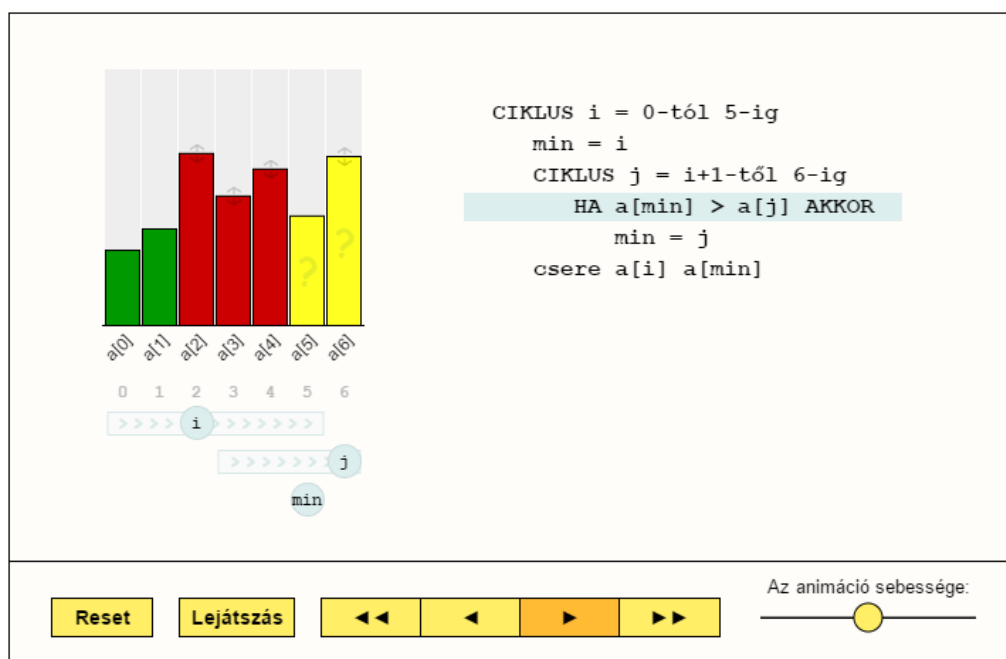 CIKLUS i = 0-tól 5-ig
min = i
CIKLUS j = i+1-től 6-ig
HA a[min] > a[j] AKKOR
min = j
csere a[i] a[min]
? ?
a[0] a[1] a[2] a[3] a[4] a[5] a[6]
0 1 2 3 4 5 6
i
j
min
Az animáció sebessége:
Reset Lejátszás